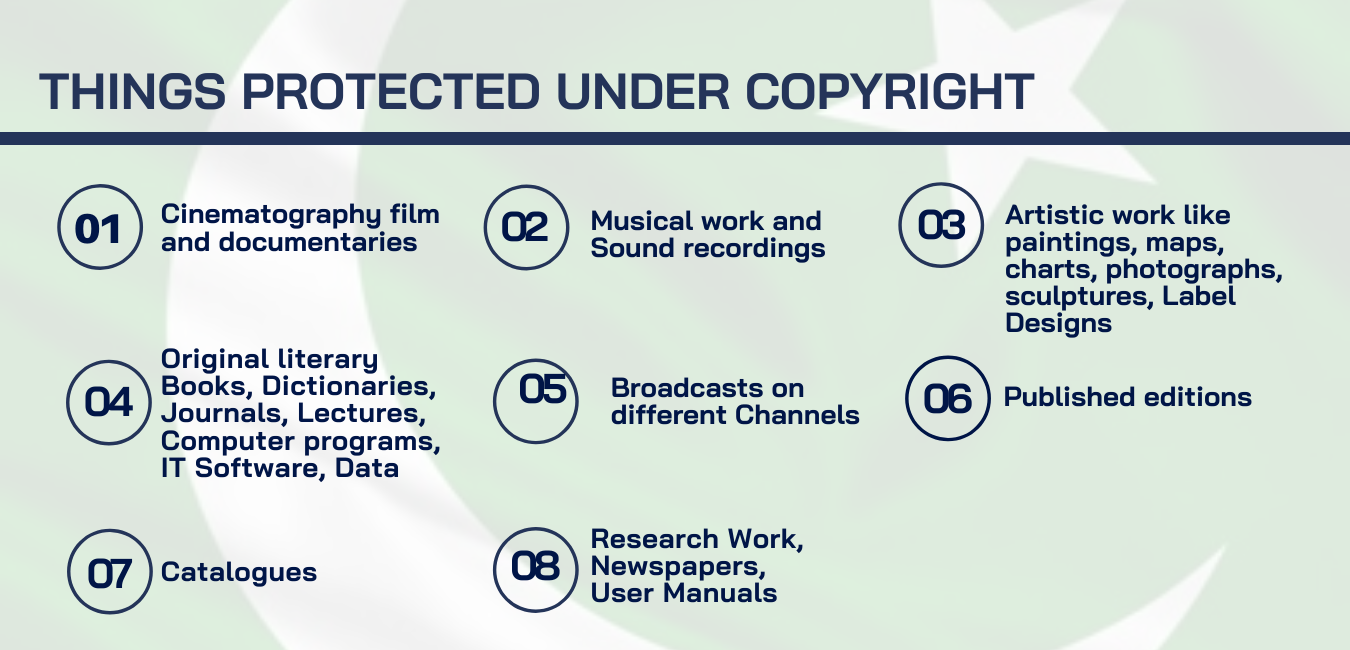 THINGS PROTECTED UNDER COPYRIGHT
01
Cinematography film
and documentaries
02
Musical work and
Sound recordings
03
Artistic work like
paintings, maps,
charts, photographs,
sculptures, Label
Designs
04
Original literary
Books, Dictionaries,
Journals, Lectures,
Computer programs,
IT Software, Data
05
Broadcasts on
different Channels
06
Published editions
07
Catalogues
08
Research Work,
Newspapers,
User Manuals